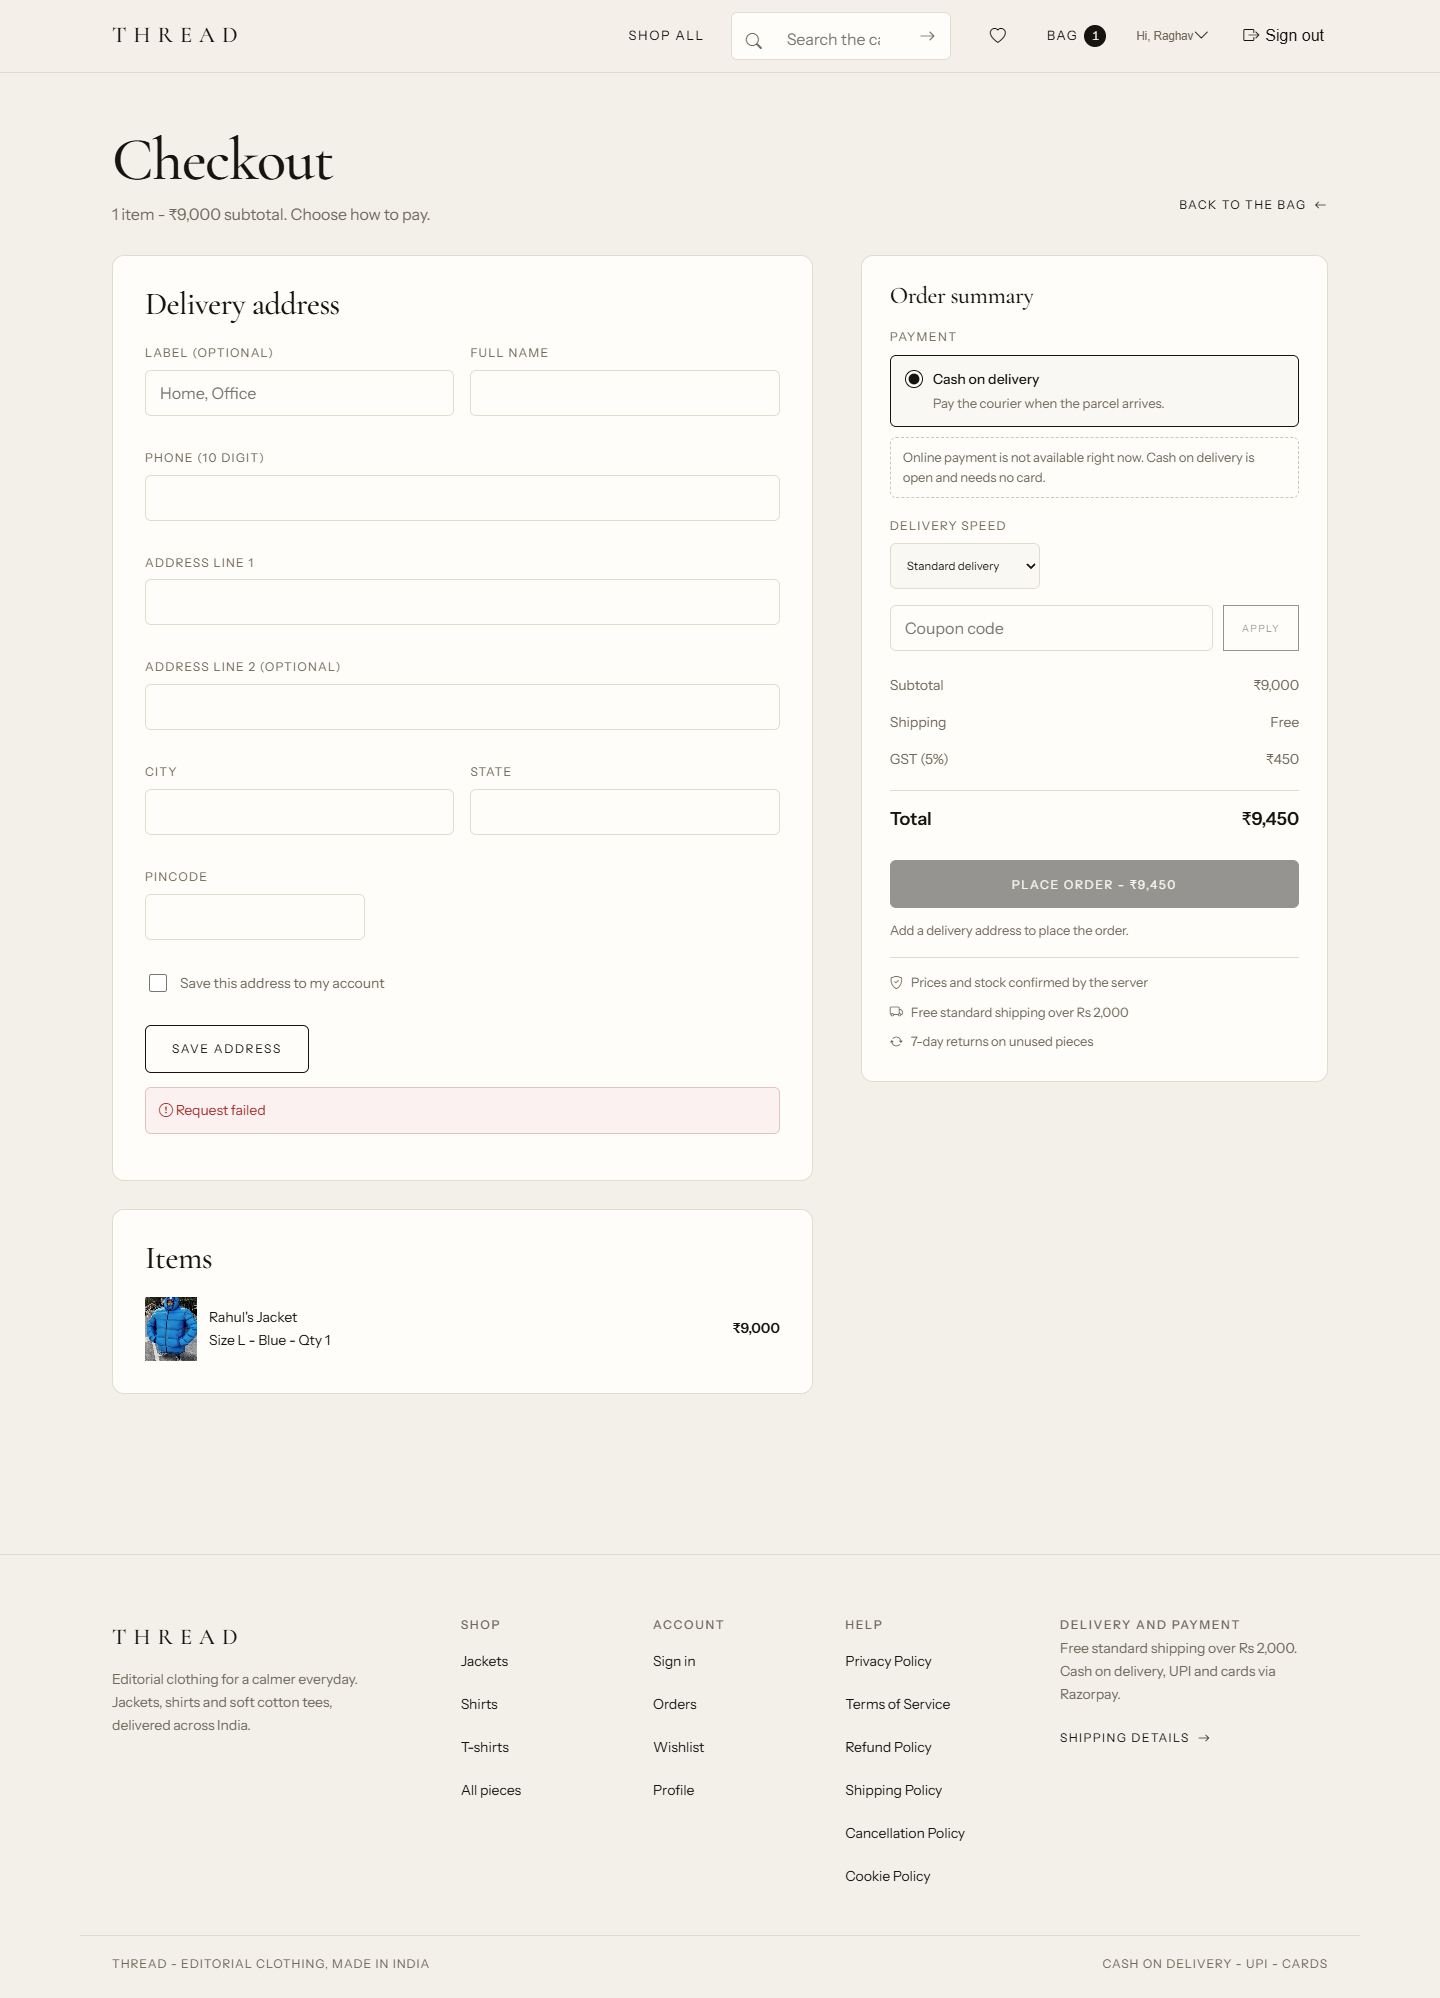 THREAD
SHOP ALL
Search the ca
BAG 1
Hi, Raghav
Sign out
Checkout
1 item - ₹9,000 subtotal. Choose how to pay.
BACK TO THE BAG ←
Delivery address
LABEL (OPTIONAL)
FULL NAME
Home, Office
PHONE (10 DIGIT)
ADDRESS LINE 1
ADDRESS LINE 2 (OPTIONAL)
CITY
STATE
PINCODE
Save this address to my account
SAVE ADDRESS
Request failed
Items
Rahul's Jacket
Size L - Blue - Qty 1
₹9,000
Order summary
PAYMENT
Cash on delivery
Pay the courier when the parcel arrives.
Online payment is not available right now. Cash on delivery is
open and needs no card.
DELIVERY SPEED
Standard delivery
Coupon code
APPLY
Subtotal ₹9,000
Shipping Free
GST (5%) ₹450
Total ₹9,450
PLACE ORDER - ₹9,450
Add a delivery address to place the order.
Prices and stock confirmed by the server
Free standard shipping over Rs 2,000
7-day returns on unused pieces
THREAD
Editorial clothing for a calmer everyday.
Jackets, shirts and soft cotton tees,
delivered across India.
SHOP
Jackets
Shirts
T-shirts
All pieces
ACCOUNT
Sign in
Orders
Wishlist
Profile
HELP
Privacy Policy
Terms of Service
Refund Policy
Shipping Policy
Cancellation Policy
Cookie Policy
DELIVERY AND PAYMENT
Free standard shipping over Rs 2,000.
Cash on delivery, UPI and cards via
Razorpay.
SHIPPING DETAILS →
THREAD - EDITORIAL CLOTHING, MADE IN INDIA
CASH ON DELIVERY - UPI - CARDS